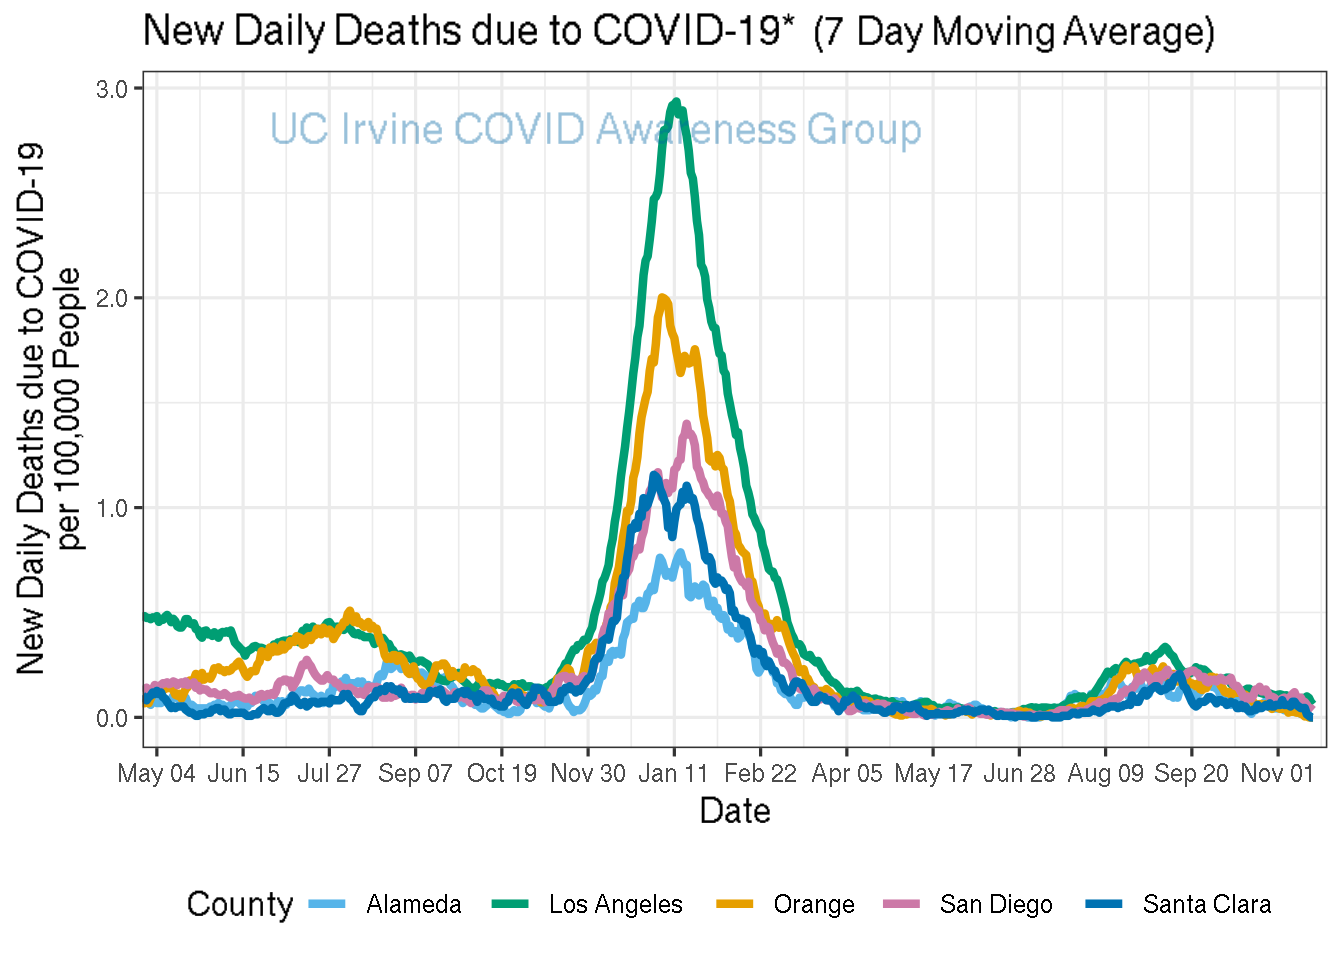 New Daily Deaths due to COVID-19* (7 Day Moving Average)
UC Irvine COVID Awareness Group
New Daily Deaths due to COVID-19
per 100,000 People
3.0
2.0
1.0
0.0
May 04 Jun 15 Jul 27 Sep 07 Oct 19 Nov 30 Jan 11 Feb 22 Apr 05 May 17 Jun 28 Aug 09 Sep 20 Nov 01
Date
County Alameda Los Angeles Orange San Diego Santa Clara